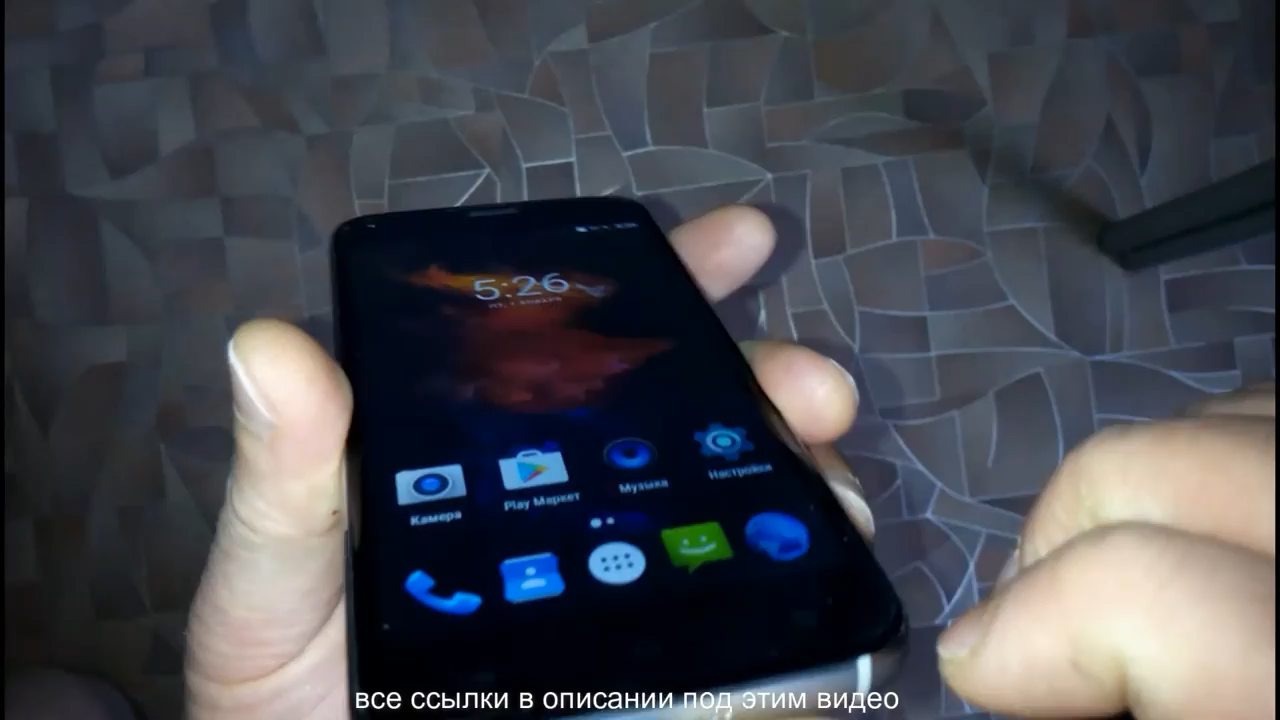 5:26
Камера
Play Маркет
Музыка
Настройки
все ссылки в описании под этим видео